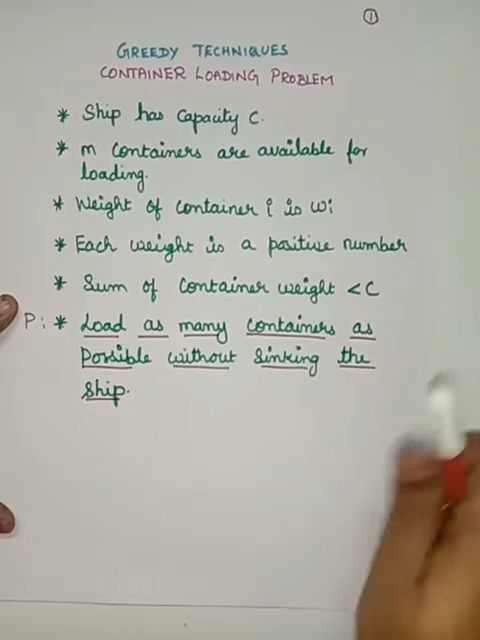 ①
GREEDY TECHNIQUES
CONTAINER LOADING PROBLEM
* Ship has capacity C.
* m containers are available for
loading.
* Weight of container i is wi
* Each weight is a positive number
* Sum of container weight < C
P: * Load as many containers as
possible without sinking the
ship.